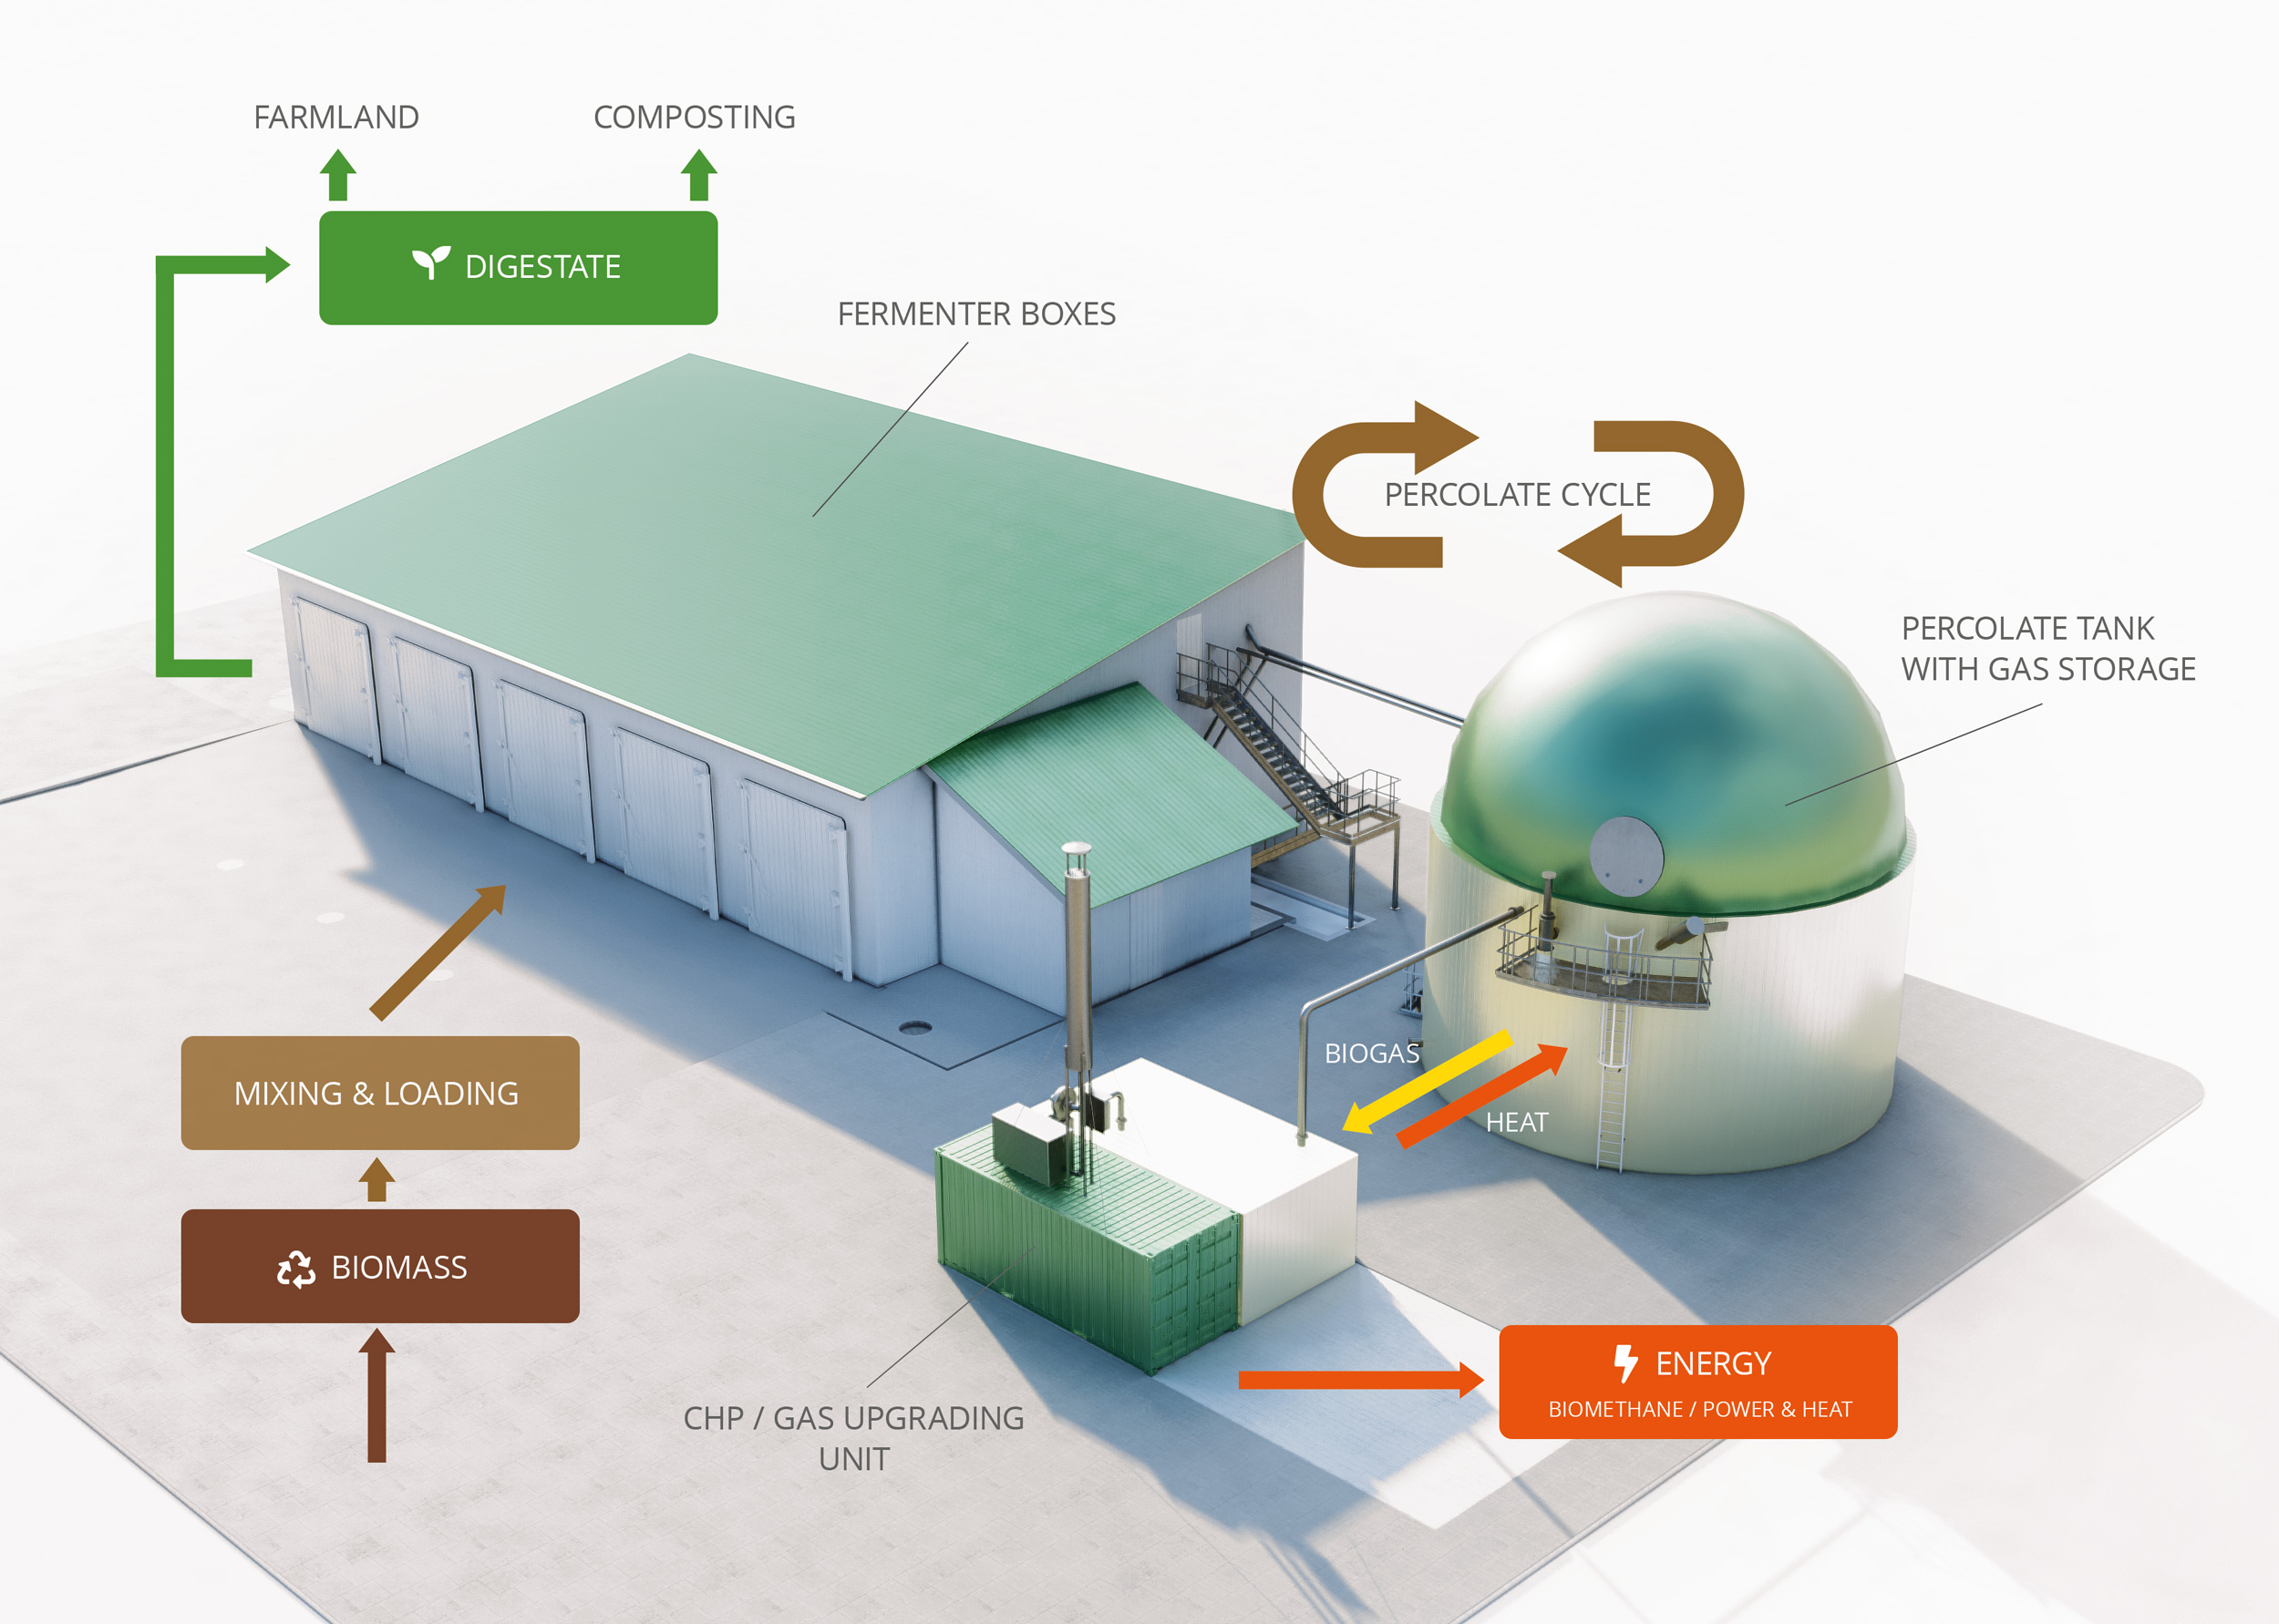 FARMLAND
COMPOSTING
DIGESTATE
FERMENTER BOXES
PERCOLATE CYCLE
PERCOLATE TANK
WITH GAS STORAGE
BIOGAS
HEAT
MIXING & LOADING
BIOMASS
CHP / GAS UPGRADING
UNIT
ENERGY
BIOMETHANE / POWER & HEAT